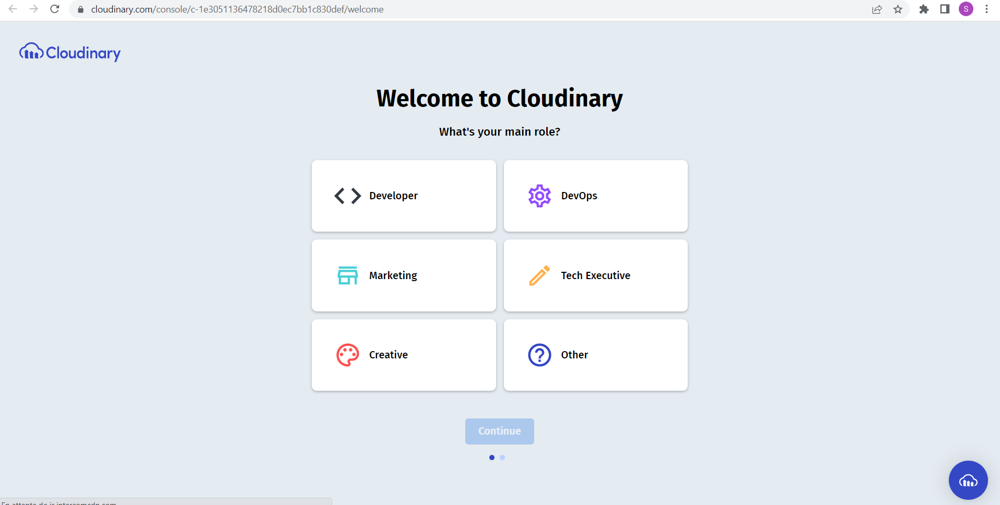 cloudinary.com/console/c-1e3051136478218d0ec7bb1c830def/welcome
S
Cloudinary
Welcome to Cloudinary
What's your main role?
Developer
DevOps
Marketing
Tech Executive
Creative
Other
Continue
En attente de js.intercomcdn.com